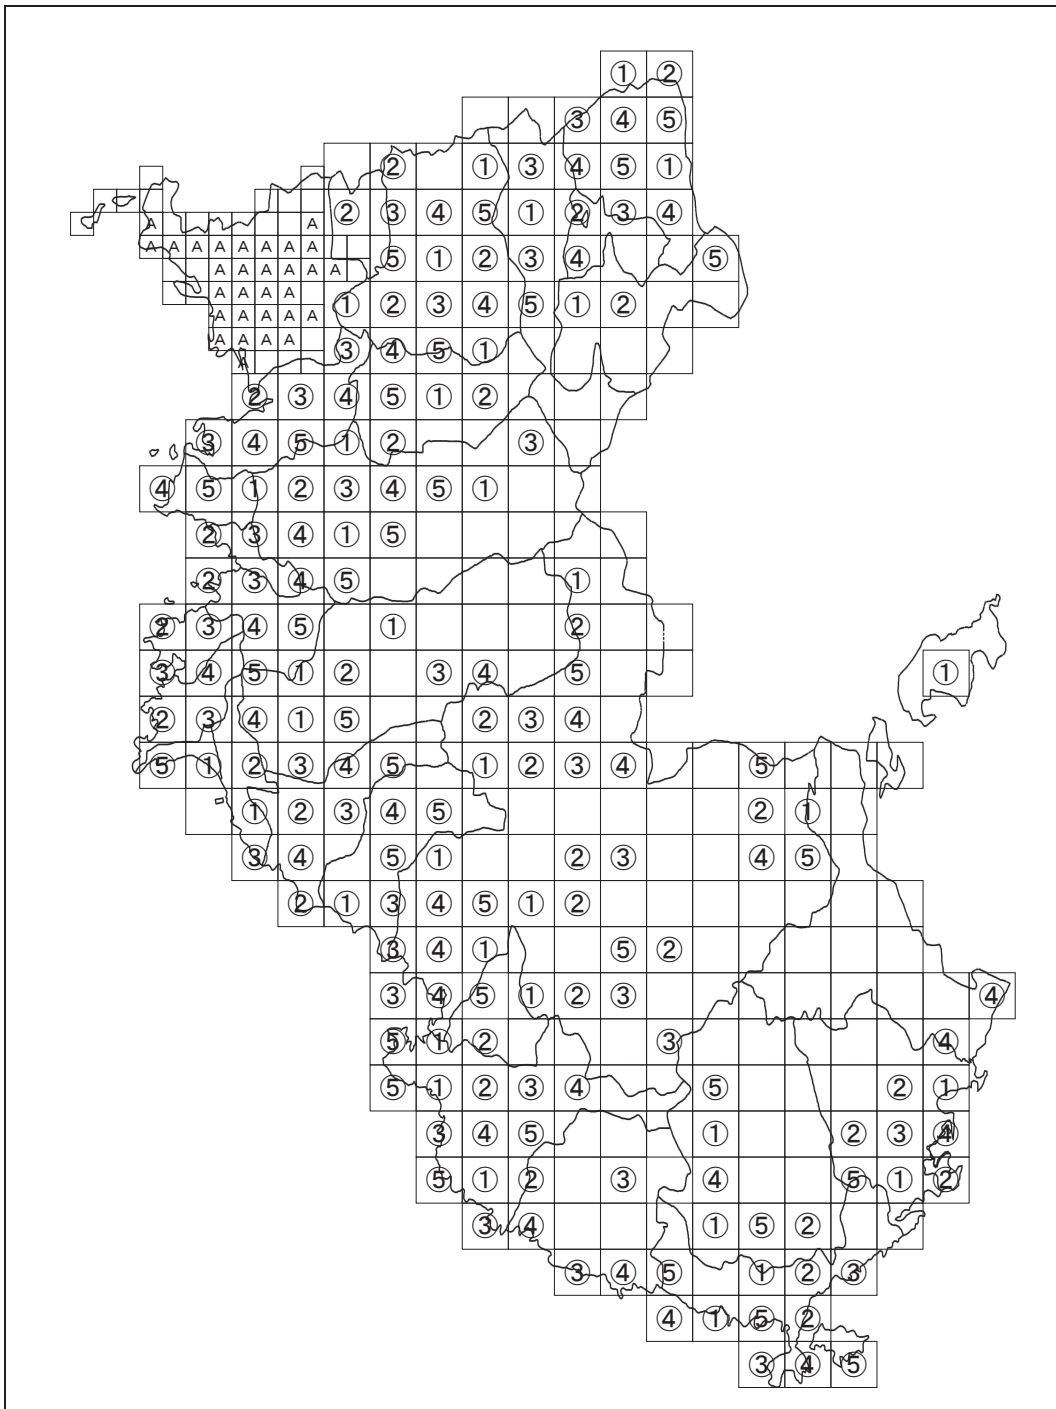 ① ②
③ ④ ⑤
② ① ③ ④ ⑤ ①
② ③ ④ ⑤ ① ② ③ ④
A A
A A A A A A A A
⑤ ① ② ③ ④ ⑤
A A A A A A
A A A A
① ② ③ ④ ⑤ ① ②
A A A A A
A A A A
③ ④ ⑤ ①
A
② ③ ④ ⑤ ① ②
③ ④ ⑤ ① ② ③
④ ⑤ ① ② ③ ④ ⑤ ①
② ③ ④ ① ⑤
② ③ ④ ⑤ ①
② ③ ④ ⑤ ① ②
③ ④ ⑤ ① ② ③ ④ ⑤ ①
② ③ ④ ① ⑤ ② ③ ④
⑤ ① ② ③ ④ ⑤ ① ② ③ ④ ⑤
① ② ③ ④ ⑤ ② ①
③ ④ ⑤ ① ② ③ ④ ⑤
② ① ③ ④ ⑤ ① ②
③ ④ ① ⑤ ②
③ ④ ⑤ ① ② ③ ④
⑤ ① ② ③ ④
⑤ ① ② ③ ④ ⑤ ② ①
③ ④ ⑤ ① ② ③ ④
⑤ ① ② ③ ④ ⑤ ① ②
③ ④ ① ⑤ ②
③ ④ ⑤ ① ② ③
④ ① ⑤ ②
③ ④ ⑤